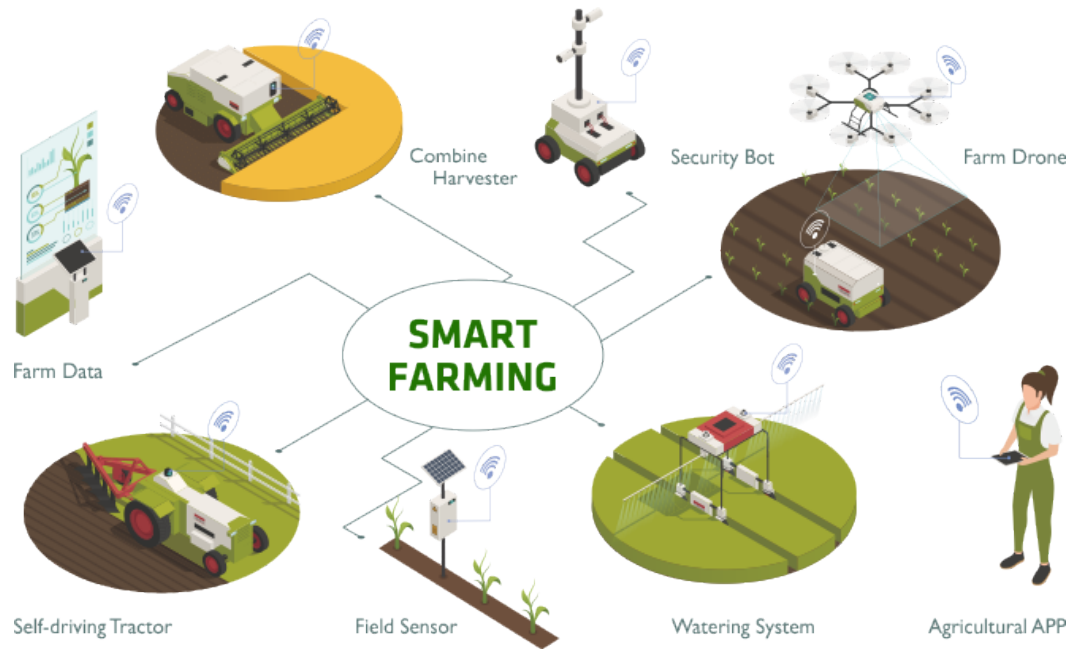 Combine
Harvester
Security Bot
Farm Drone
SMART
FARMING
Farm Data
Self-driving Tractor
Field Sensor
Watering System
Agricultural APP